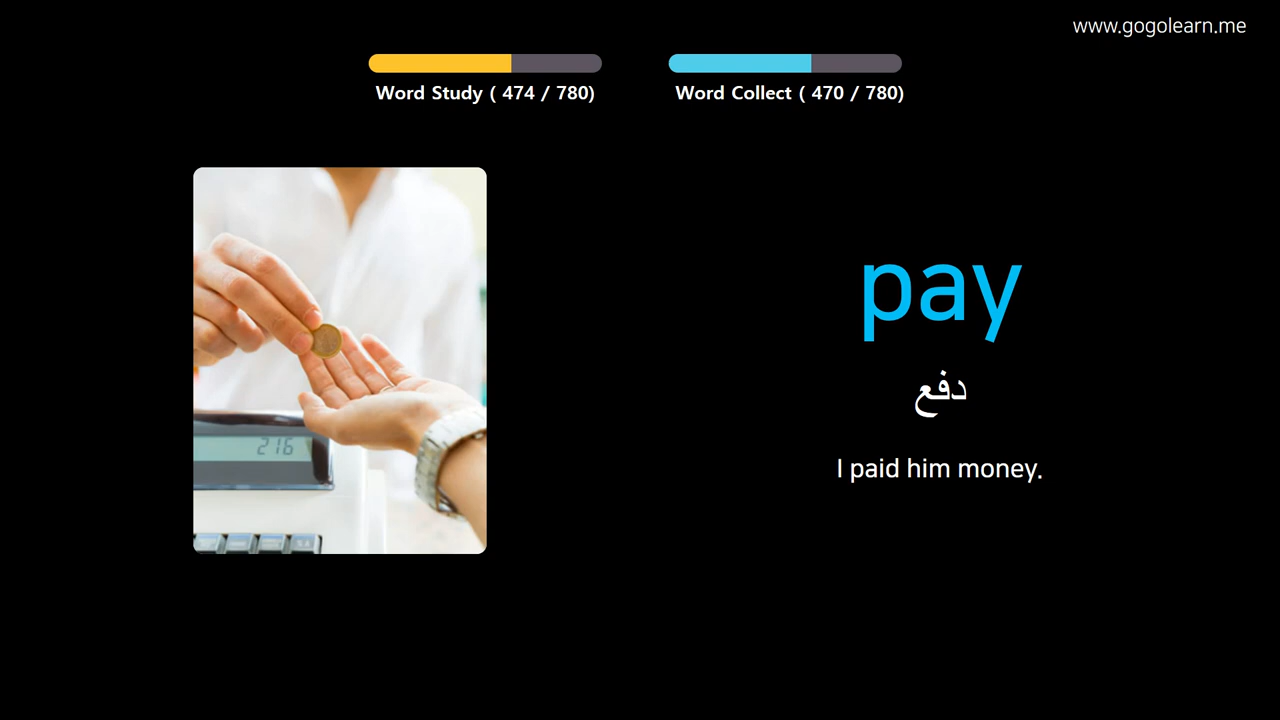 www.gogolearn.me
Word Study ( 474 / 780)
Word Collect ( 470 / 780)
216
pay
دفع
I paid him money.